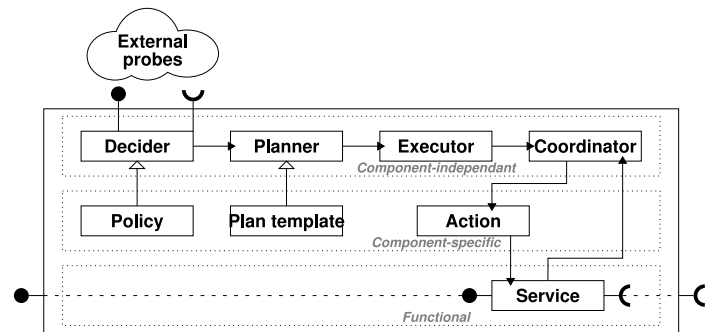 External
probes
Decider
Planner
Executor
Coordinator
Component-independant
Policy
Plan template
Action
Component-specific
Service
Functional